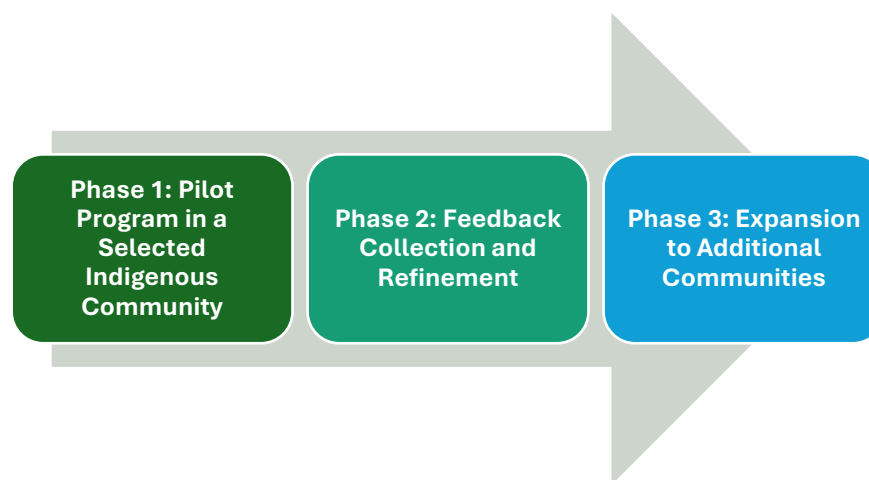 Phase 1: Pilot
Program in a
Selected
Indigenous
Community
Phase 2: Feedback
Collection and
Refinement
Phase 3: Expansion
to Additional
Communities